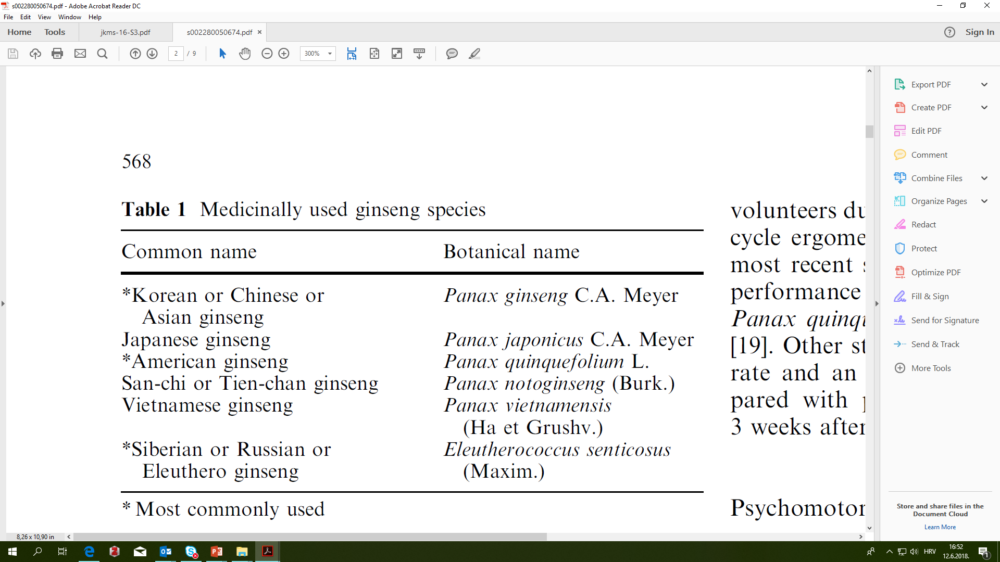 s002280050674.pdf - Adobe Acrobat Reader DC
File Edit View Window Help
Home Tools jkms-16-S3.pdf s002280050674.pdf × Sign In
2 / 9 300%
568
Table 1 Medicinally used ginseng species
Common name Botanical name
*Korean or Chinese or Panax ginseng C.A. Meyer
Asian ginseng
Japanese ginseng Panax japonicus C.A. Meyer
*American ginseng Panax quinquefolium L.
San-chi or Tien-chan ginseng Panax notoginseng (Burk.)
Vietnamese ginseng Panax vietnamensis
(Ha et Grushv.)
*Siberian or Russian or Eleutherococcus senticosus
Eleuthero ginseng (Maxim.)
* Most commonly used
volunteers du
cycle ergome
most recent
performance
Panax quinqu
[19]. Other st
rate and an
pared with
3 weeks after
Psychomotor
Export PDF
Create PDF
Edit PDF
Comment
Combine Files
Organize Pages
Redact
Protect
Optimize PDF
Fill & Sign
Send for Signature
Send & Track
More Tools
Store and share files in the
Document Cloud
Learn More
8,26 x 10,90 in
HRV 16:52
12.6.2018. 1